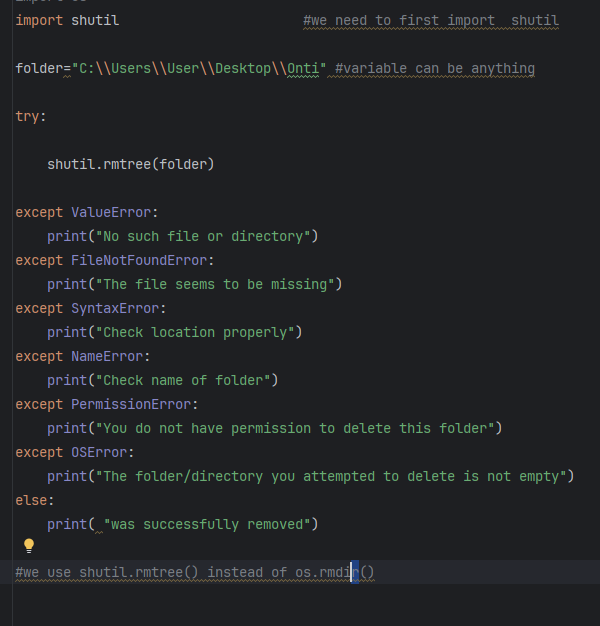 import shutil #we need to first import  shutil
folder="C:\\Users\\User\\Desktop\\Onti" #variable can be anything
try:
shutil.rmtree(folder)
except ValueError:
print("No such file or directory")
except FileNotFoundError:
print("The file seems to be missing")
except SyntaxError:
print("Check location properly")
except NameError:
print("Check name of folder")
except PermissionError:
print("You do not have permission to delete this folder")
except OSError:
print("The folder/directory you attempted to delete is not empty")
else:
print( "was successfully removed")
#we use shutil.rmtree() instead of os.rmdir()